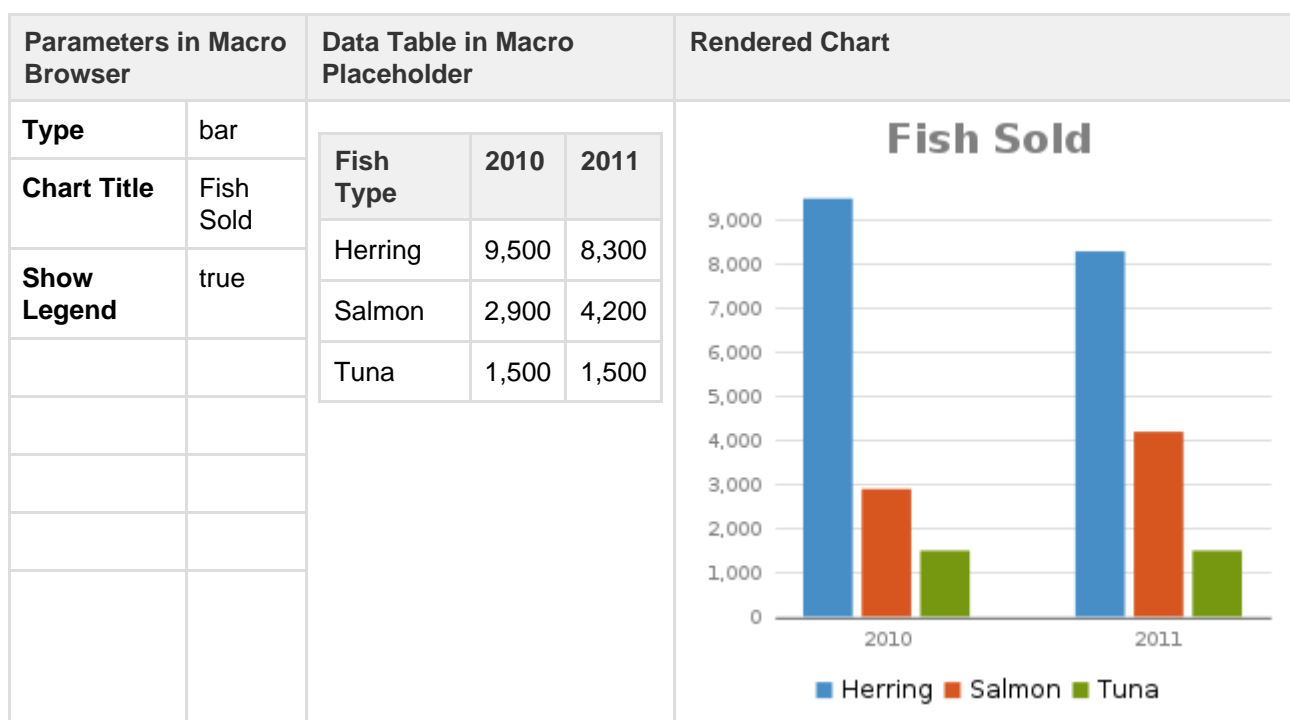 Parameters in Macro
Browser
Data Table in Macro
Placeholder
Rendered Chart
Type
bar
Chart Title
Fish
Sold
Show
Legend
true
Fish
Type
2010
2011
Herring
9,500
8,300
Salmon
2,900
4,200
Tuna
1,500
1,500
Fish Sold
9,000
8,000
7,000
6,000
5,000
4,000
3,000
2,000
1,000
0
2010
2011
Herring
Salmon
Tuna